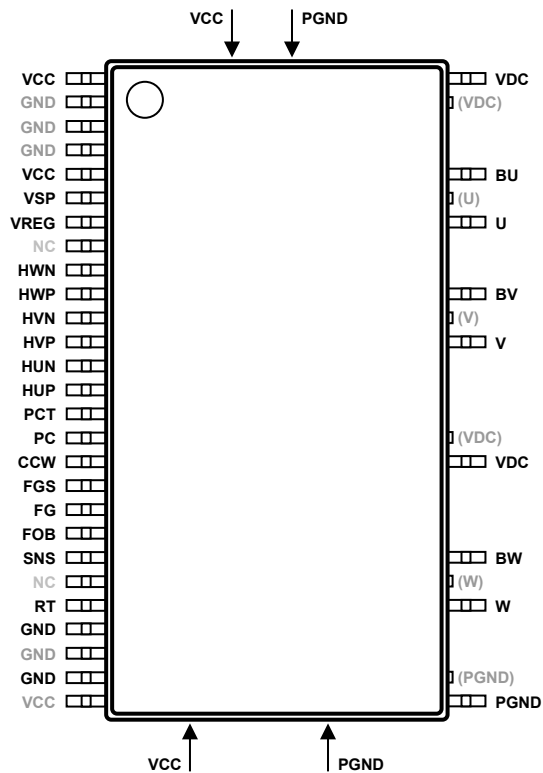 VCC PGND
VCC VDC
GND (VDC)
GND
GND
VCC BU
VSP (U)
VREG U
NC
HWN
HWP BV
HVN (V)
HVP V
HUN
HUP
PCT
PC (VDC)
CCW VDC
FGS
FG
FOB
SNS BW
NC (W)
RT W
GND
GND
GND (PGND)
VCC PGND
VCC PGND